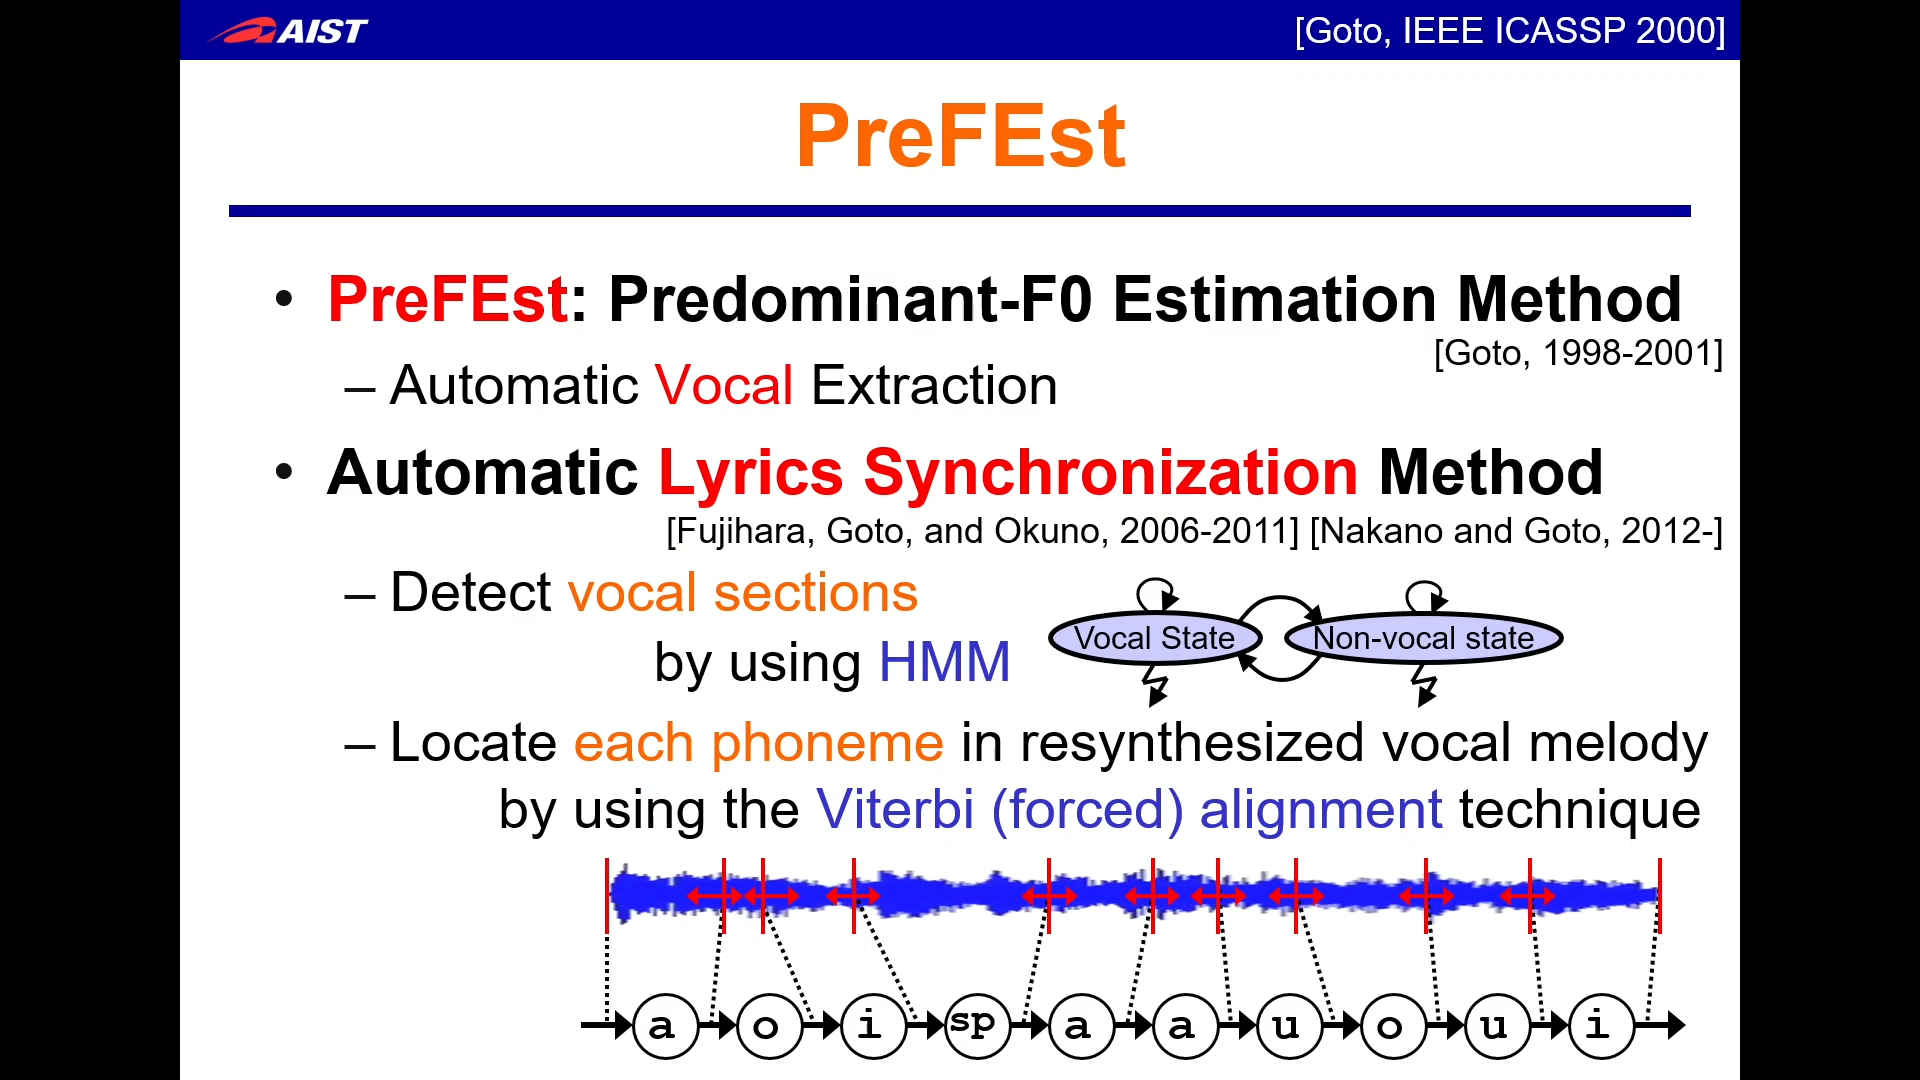 AIST
[Goto, IEEE ICASSP 2000]
PreFEst
• PreFEst: Predominant-F0 Estimation Method
[Goto, 1998-2001]
– Automatic Vocal Extraction
• Automatic Lyrics Synchronization Method
[Fujihara, Goto, and Okuno, 2006-2011] [Nakano and Goto, 2012-]
– Detect vocal sections
by using HMM
Vocal State
Non-vocal state
– Locate each phoneme in resynthesized vocal melody
by using the Viterbi (forced) alignment technique
a o i sp a a u o u i